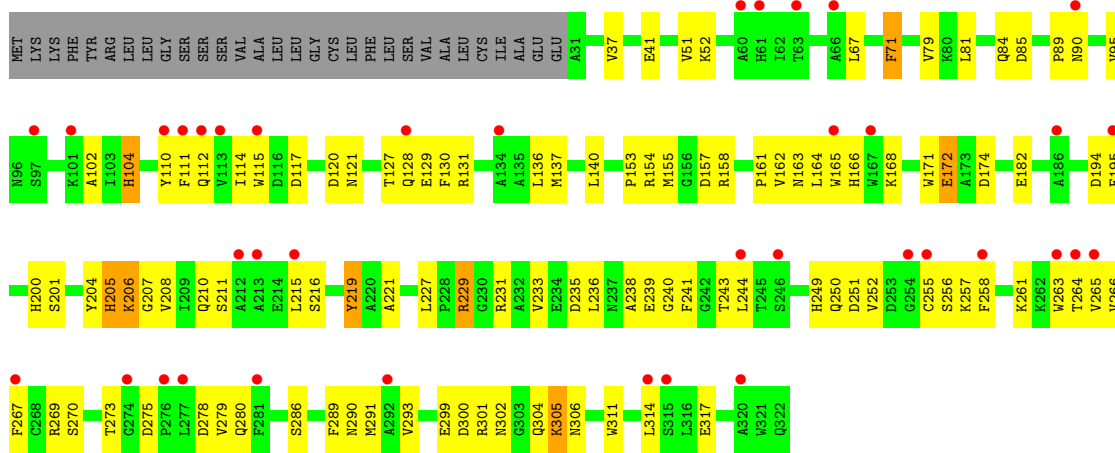 MET LYS LYS PHE TYR ARG LEU LEU GLY SER SER SER VAL ALA LEU LEU GLY CYS LEU PHE LEU SER VAL ALA LEU CYS ILE ALA GLU GLU A31 V37 E41 V51 K52 A60 H61 I62 T63 A66 L67 F71 V79 K80 L81 Q84 D85 P89 N90 V95
N96 S97 K101 A102 I103 H104 Y110 F111 Q112 V113 I114 W115 D116 D117 D120 N121 T127 Q128 E129 F130 R131 A134 A135 L136 M137 L140 P153 R154 M155 G156 D157 R158 P161 V162 N163 L164 W165 H166 W167 K168 W171 E172 A173 D174 E182 A186 D194
H200 S201 Y204 H205 K206 G207 V208 I209 Q210 S211 A212 A213 E214 L215 S216 Y219 A220 A221 L227 P228 R229 G230 R231 A232 V233 E234 D235 L236 N237 A238 E239 G240 F241 G242 T243 L244 T245 S246 H249 Q250 D251 V252 D253 G254 C255 S256 K257 F258 K261 K262 W263 T264 V265
F267 C268 R269 S270 T273 G274 D275 P276 L277 D278 V279 Q280 F281 S286 F289 N290 M291 A292 V293 E299 D300 R301 N302 G303 Q304 K305 N306 W311 L314 S315 L316 E317 A320 W321 Q322